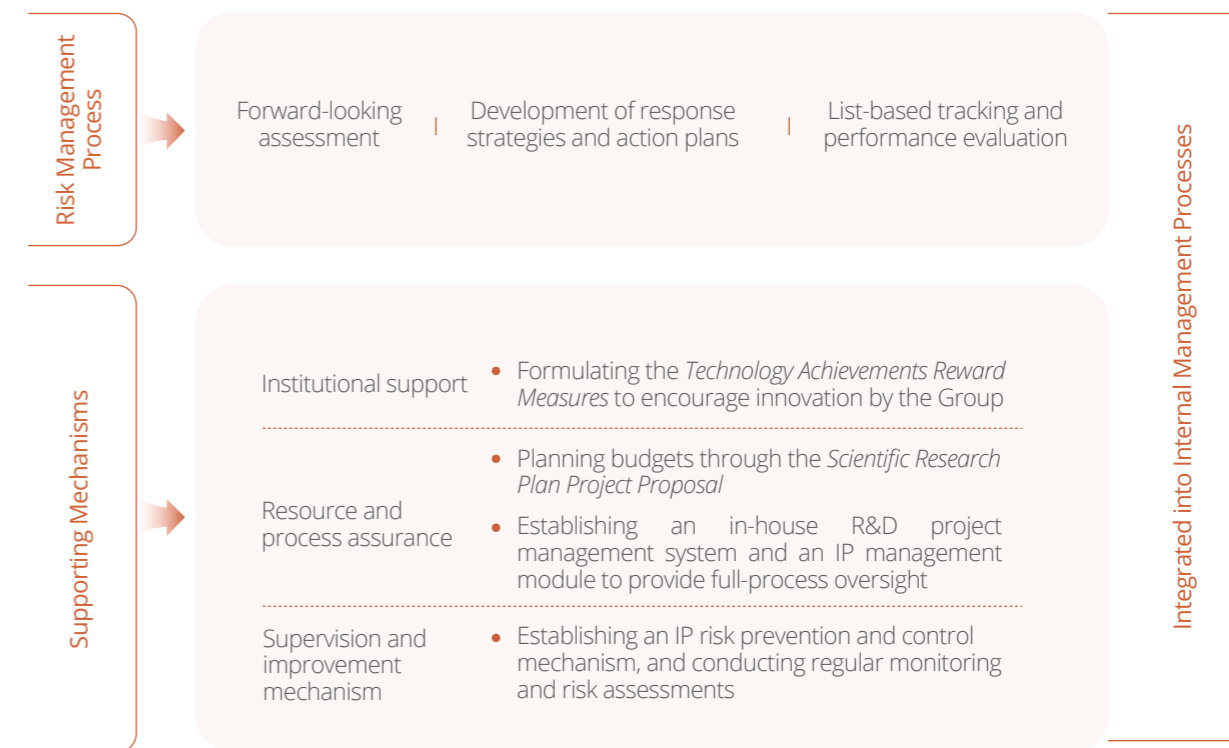 Risk Management
Process
Forward-looking
assessment
Development of response
strategies and action plans
List-based tracking and
performance evaluation
Supporting Mechanisms
Institutional support
• Formulating the Technology Achievements Reward
Measures to encourage innovation by the Group
Resource and
process assurance
• Planning budgets through the Scientific Research
Plan Project Proposal
• Establishing an in-house R&D project
management system and an IP management
module to provide full-process oversight
Supervision and
improvement
mechanism
• Establishing an IP risk prevention and control
mechanism, and conducting regular monitoring
and risk assessments
Integrated into Internal Management Processes